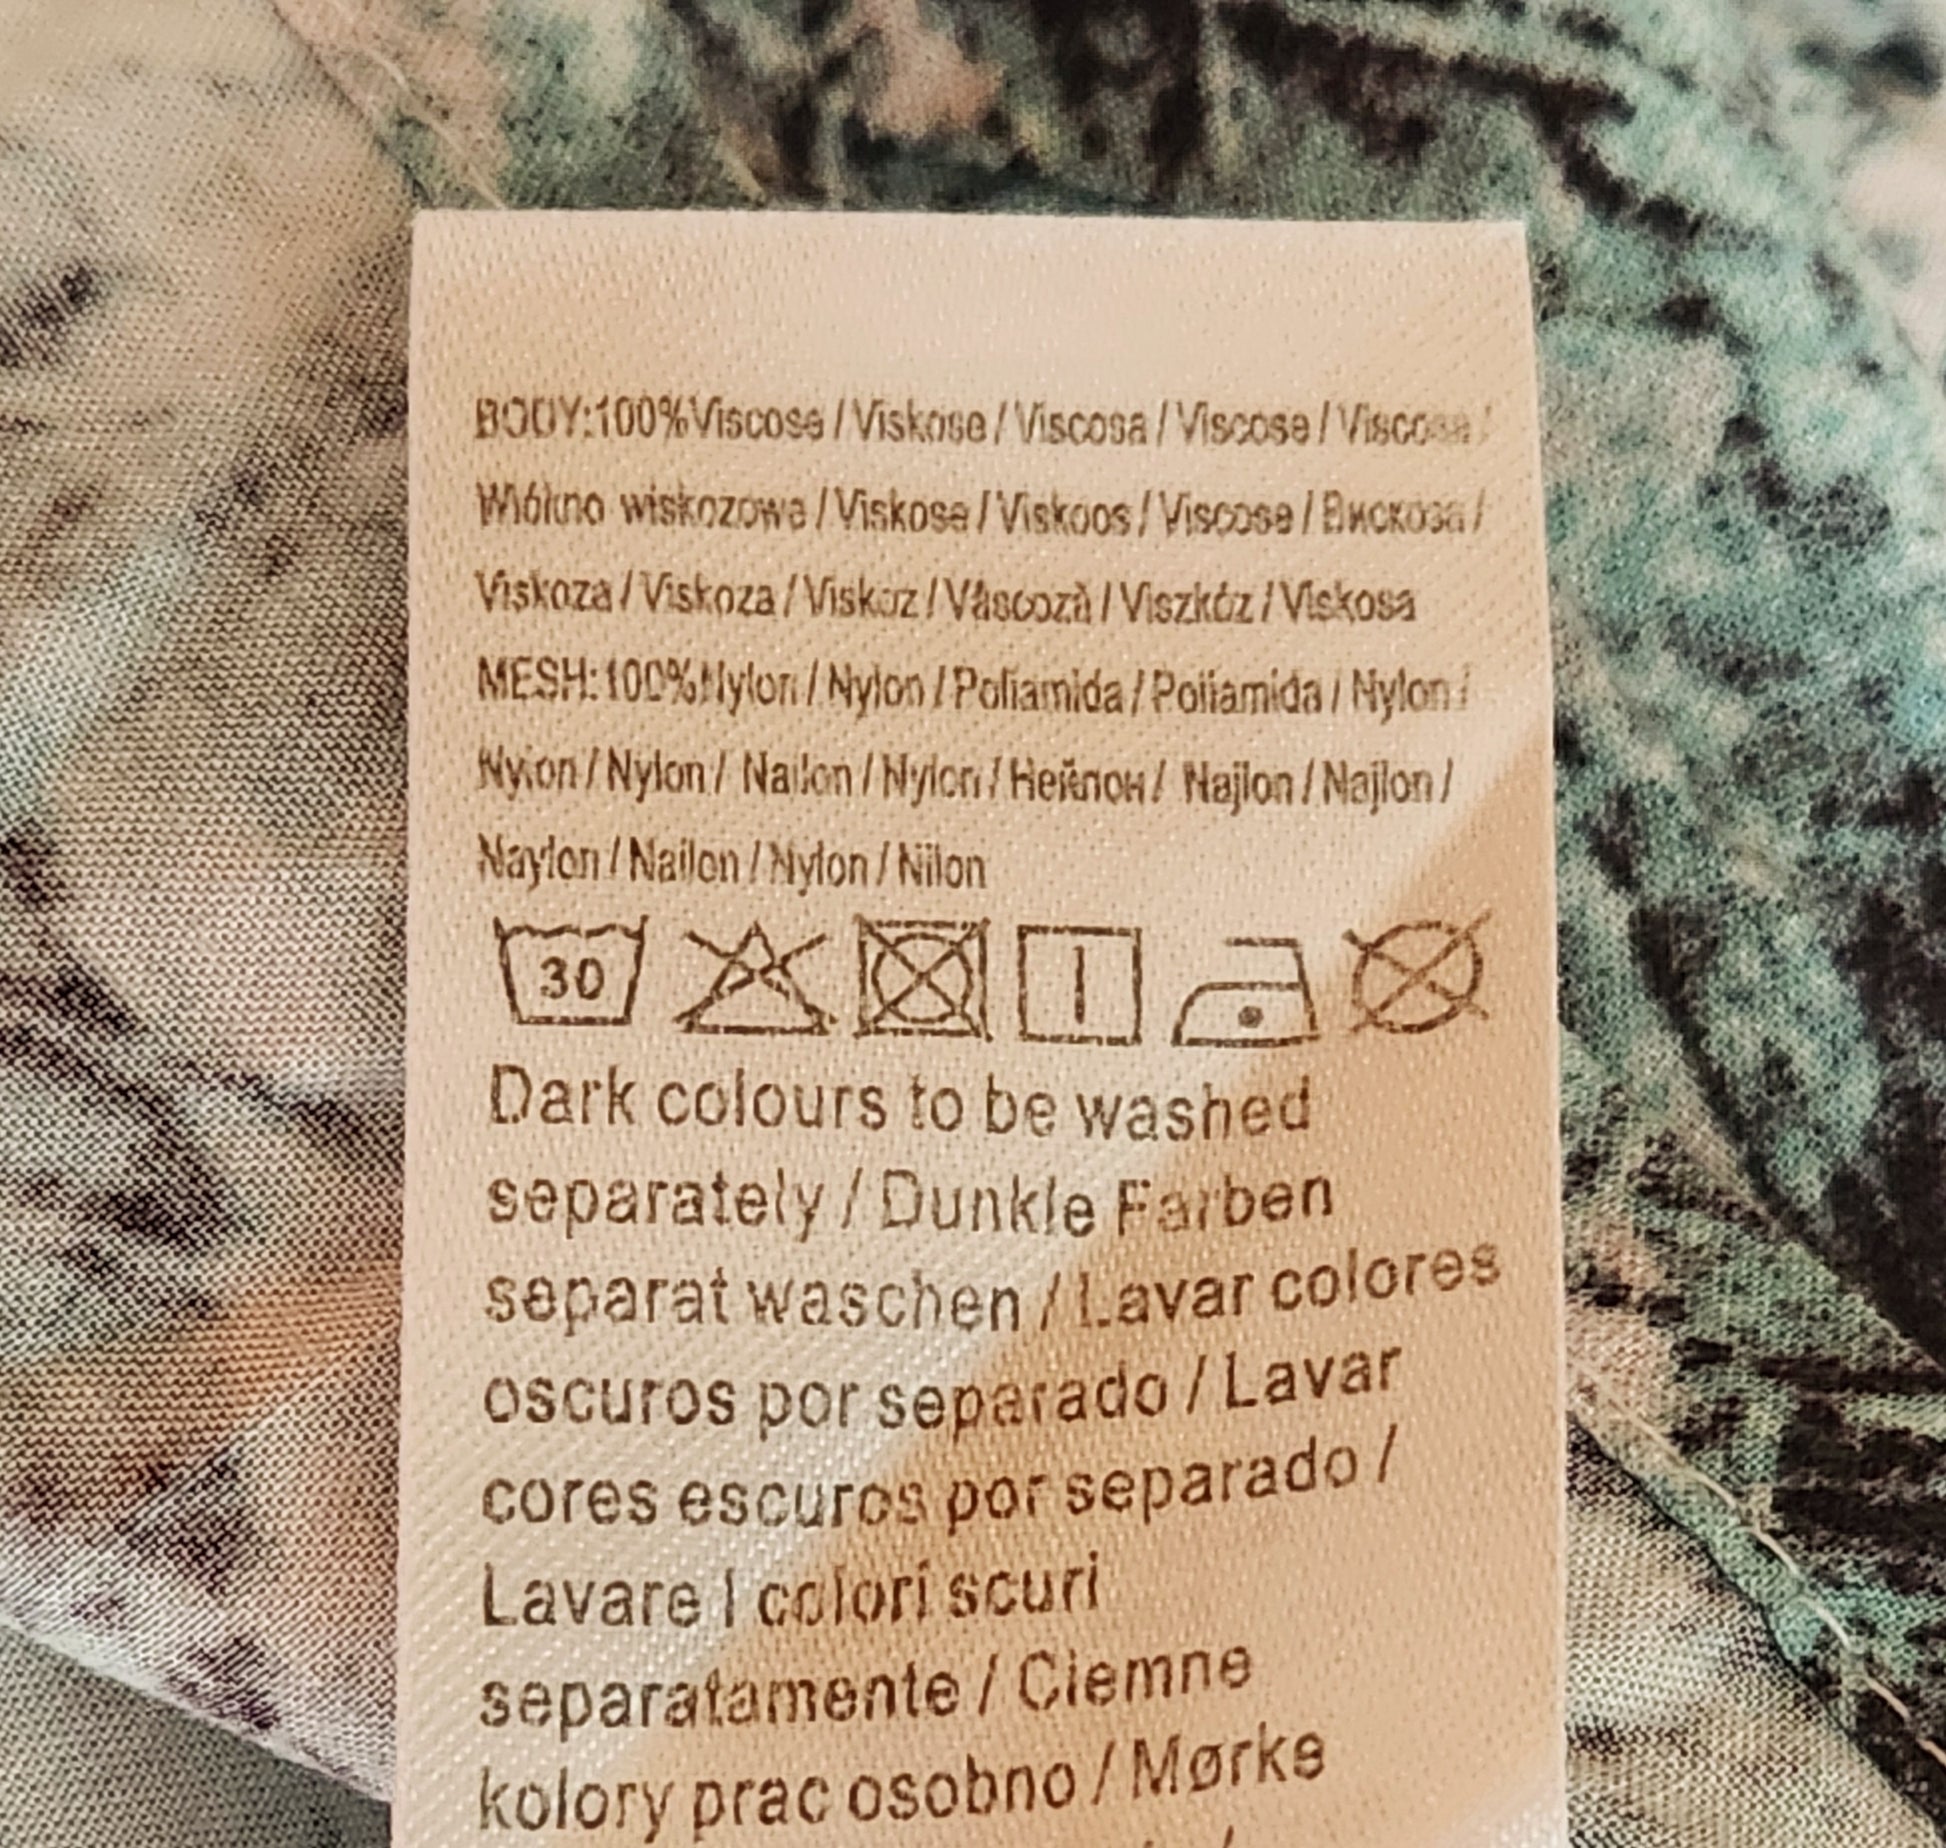 BODY:100%Viscose / Viskose / Viscosa / Viscose / Viscosa /
Włókno wiskozowe / Viskose / Viskoos / Viscose / Вискоза /
Viskoza / Viskoza / Viskoz / Vâscoză / Viszkóz / Viskosa
MESH:100%Nylon / Nylon / Poliamida / Poliamida / Nylon /
Nylon / Nylon / Nailon / Nylon / Нейлон / Najlon / Najlon /
Naylon / Nailon / Nylon / Nilon
30
Dark colours to be washed
separately / Dunkle Farben
separat waschen / Lavar colores
oscuros por separado / Lavar
cores escuros por separado /
Lavare I colori scuri
separatamente / Ciemne
kolory prac osobno / Mørke